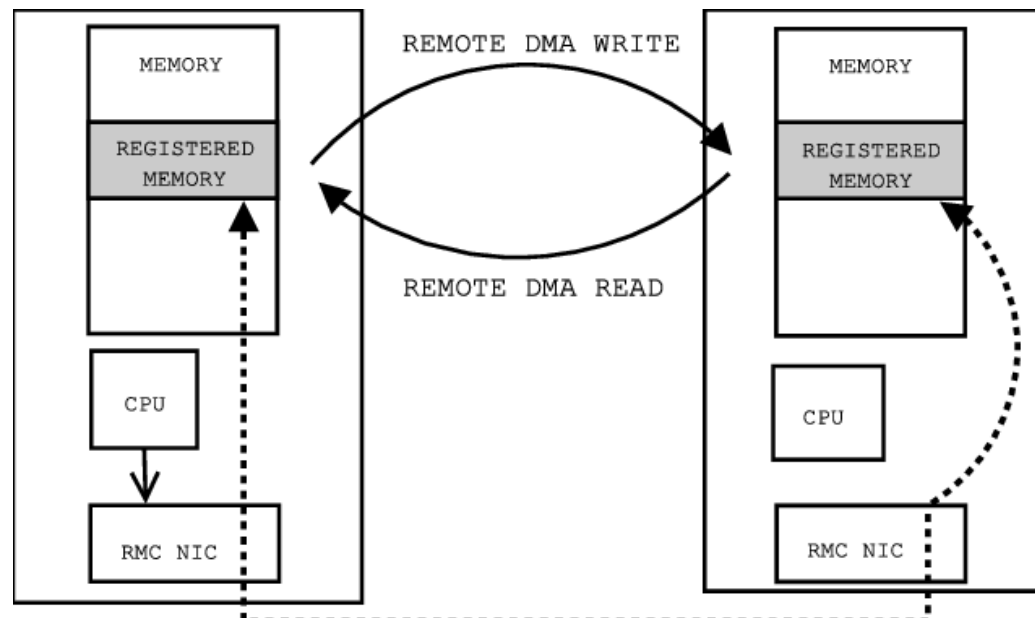 REMOTE DMA WRITE
MEMORY
REGISTERED
MEMORY
REMOTE DMA READ
CPU
RMC NIC
MEMORY
REGISTERED
MEMORY
CPU
RMC NIC